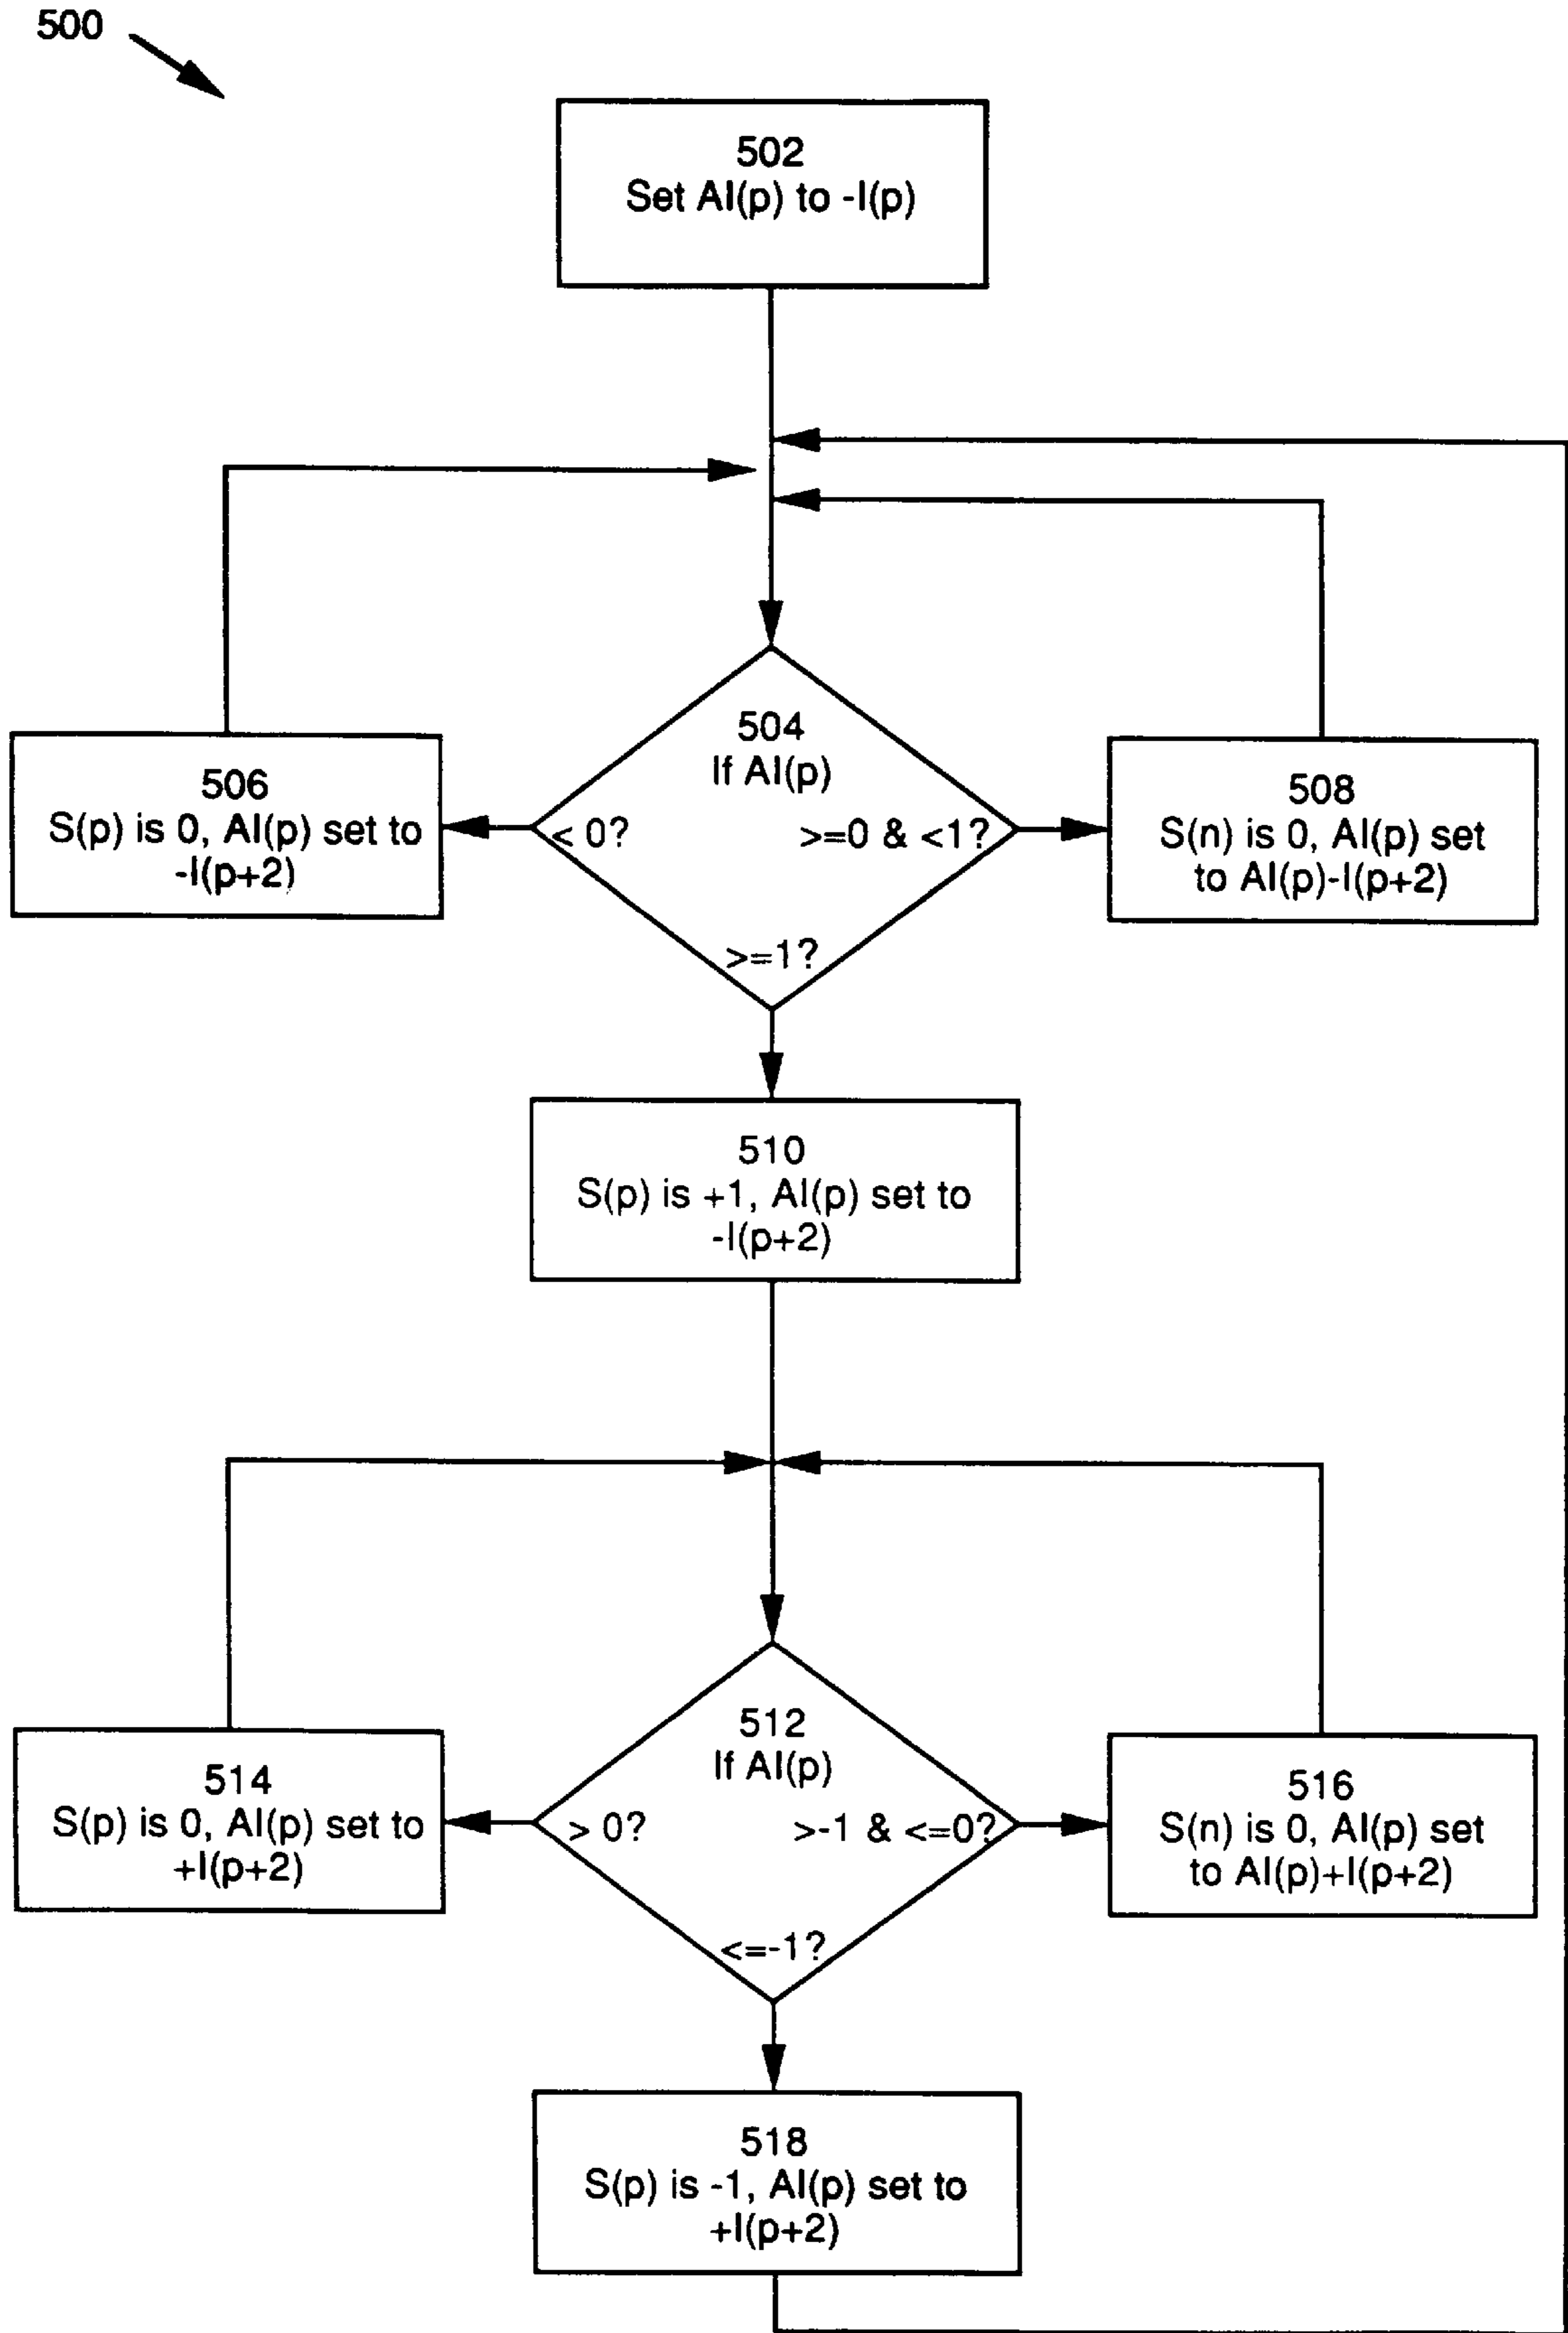 500
502
Set AI(p) to -I(p)
504
If AI(p)
< 0?
>=0 & <1?
>=1?
506
S(p) is 0, AI(p) set to
-I(p+2)
508
S(n) is 0, AI(p) set
to AI(p)-I(p+2)
510
S(p) is +1, AI(p) set to
-I(p+2)
512
If AI(p)
> 0?
>-1 & <=0?
<=-1?
514
S(p) is 0, AI(p) set to
+I(p+2)
516
S(n) is 0, AI(p) set
to AI(p)+I(p+2)
518
S(p) is -1, AI(p) set to
+I(p+2)